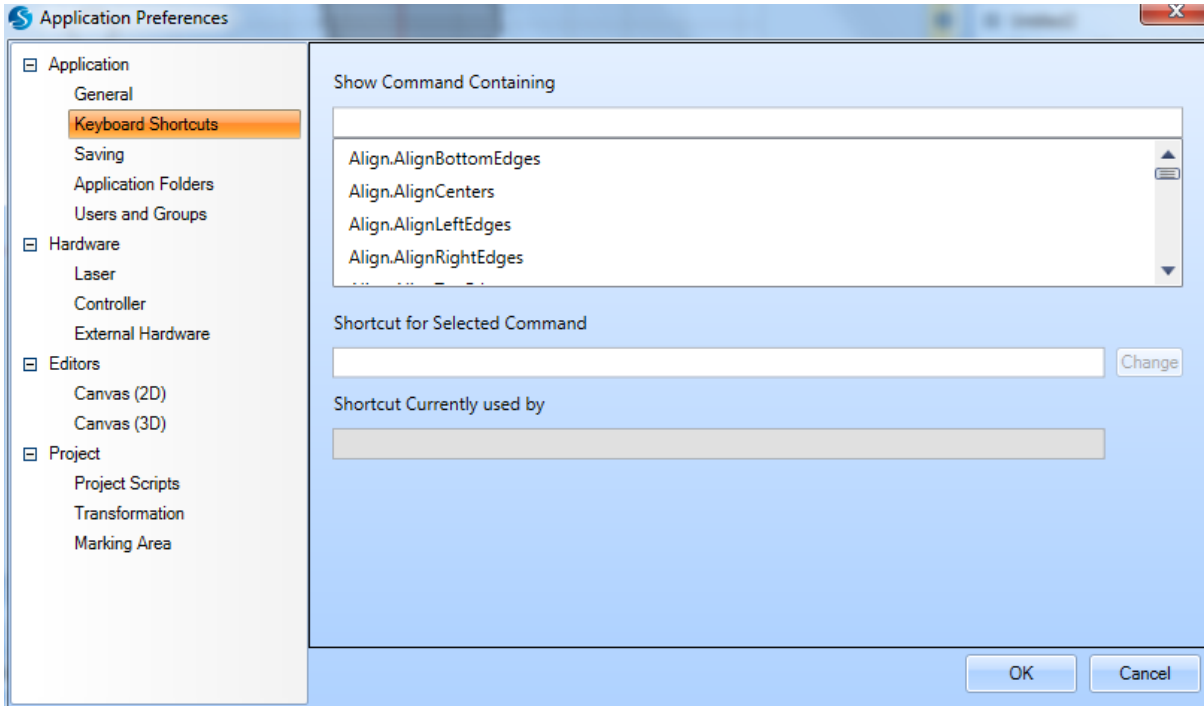 Application Preferences
Application
General
Keyboard Shortcuts
Saving
Application Folders
Users and Groups
Hardware
Laser
Controller
External Hardware
Editors
Canvas (2D)
Canvas (3D)
Project
Project Scripts
Transformation
Marking Area
Show Command Containing
Align.AlignBottomEdges
Align.AlignCenters
Align.AlignLeftEdges
Align.AlignRightEdges
Shortcut for Selected Command
Change
Shortcut Currently used by
OK
Cancel